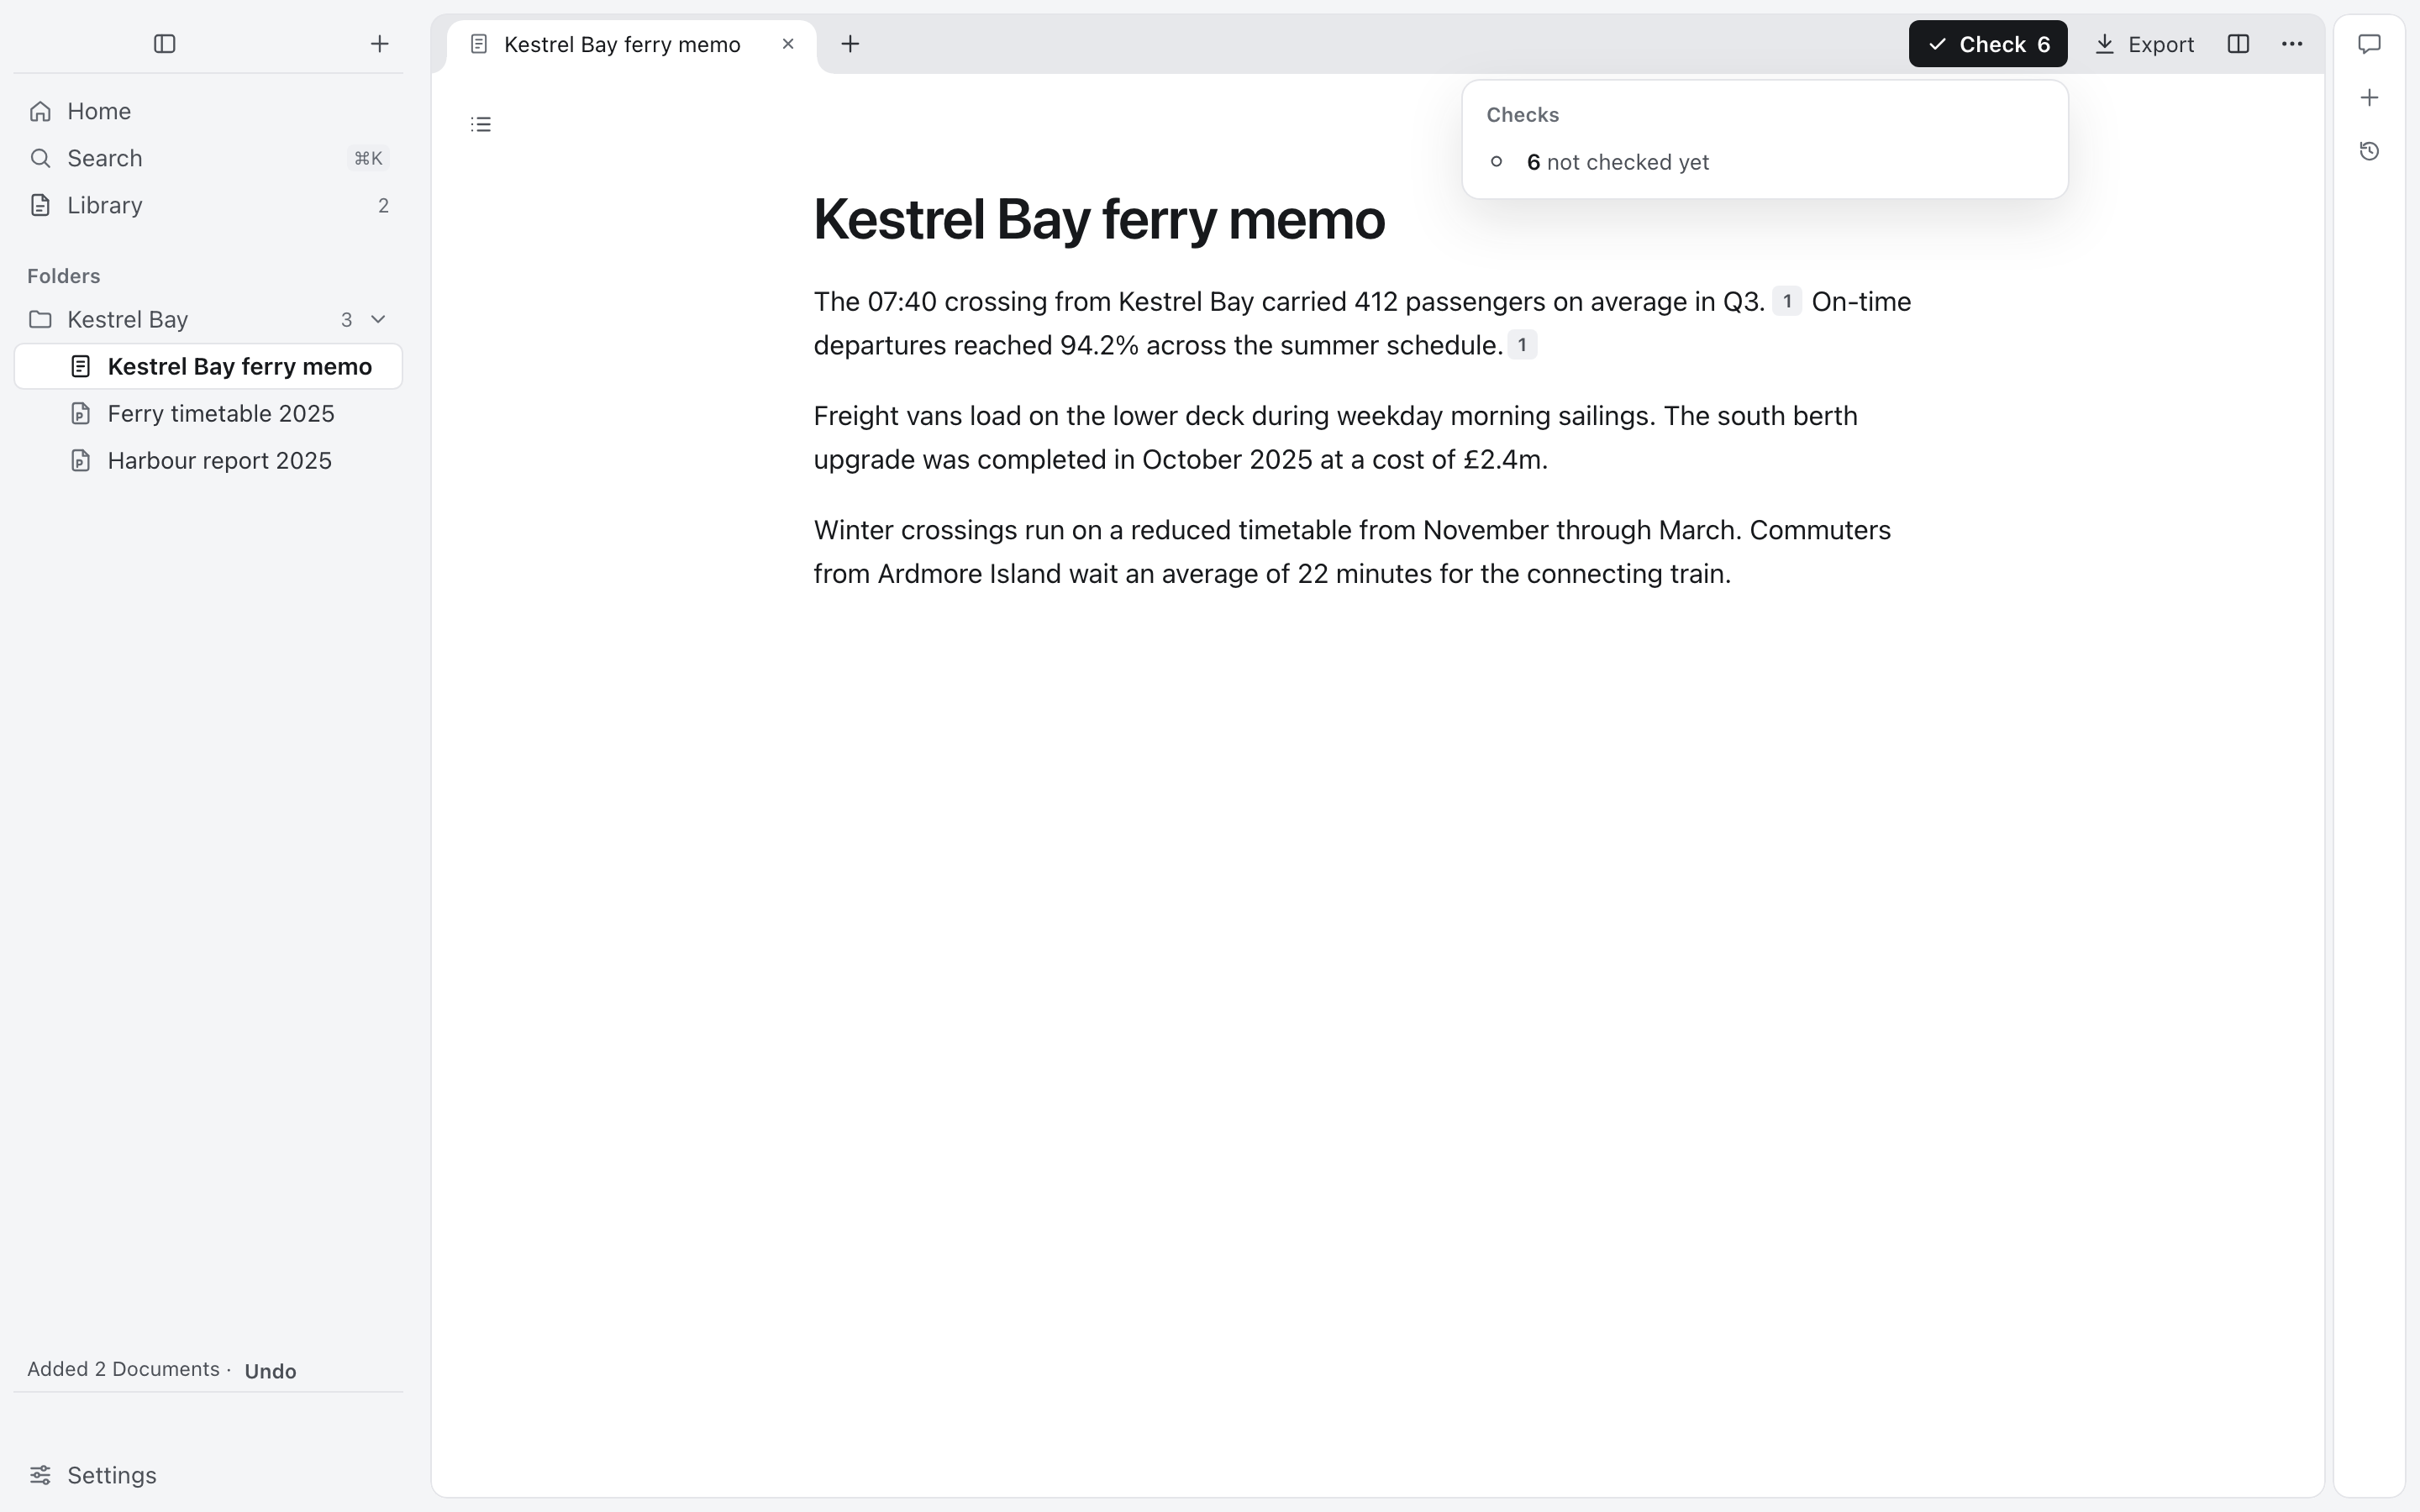 Home
Search ⌘K
Library 2
Folders
Kestrel Bay 3
Kestrel Bay ferry memo
Ferry timetable 2025
Harbour report 2025
Added 2 Documents · Undo
Settings
Kestrel Bay ferry memo
Check 6
Export
Checks
6 not checked yet
Kestrel Bay ferry memo
The 07:40 crossing from Kestrel Bay carried 412 passengers on average in Q3. 1 On-time
departures reached 94.2% across the summer schedule. 1
Freight vans load on the lower deck during weekday morning sailings. The south berth
upgrade was completed in October 2025 at a cost of £2.4m.
Winter crossings run on a reduced timetable from November through March. Commuters
from Ardmore Island wait an average of 22 minutes for the connecting train.